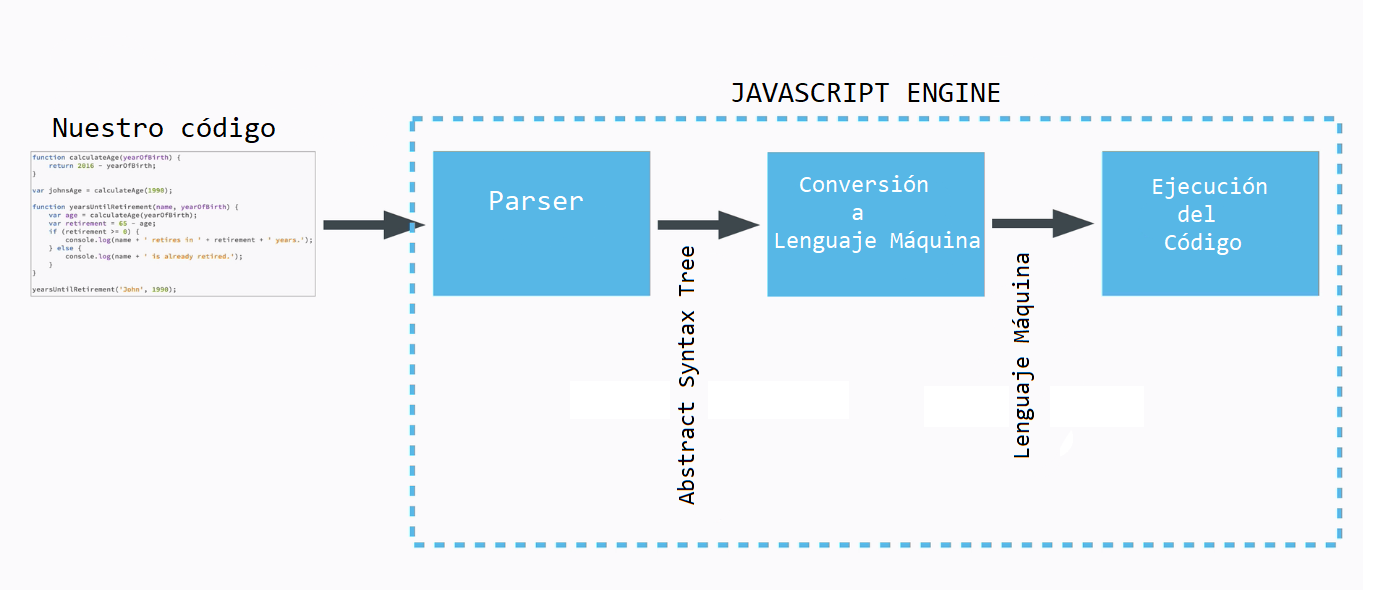 JAVASCRIPT ENGINE
Nuestro código
function calculateAge(yearOfBirth) {
return 2016 - yearOfBirth;
}
var johnsAge = calculateAge(1990);
function yearsUntilRetirement(name, yearOfBirth) {
var age = calculateAge(yearOfBirth);
var retirement = 65 - age;
if (retirement >= 0) {
console.log(name + ' retires in ' + retirement + ' years.');
} else {
console.log(name + ' is already retired.');
}
}
yearsUntilRetirement('John', 1990);
Parser
Abstract Syntax Tree
Conversión
a
Lenguaje Máquina
Lenguaje Máquina
Ejecución
del
Código